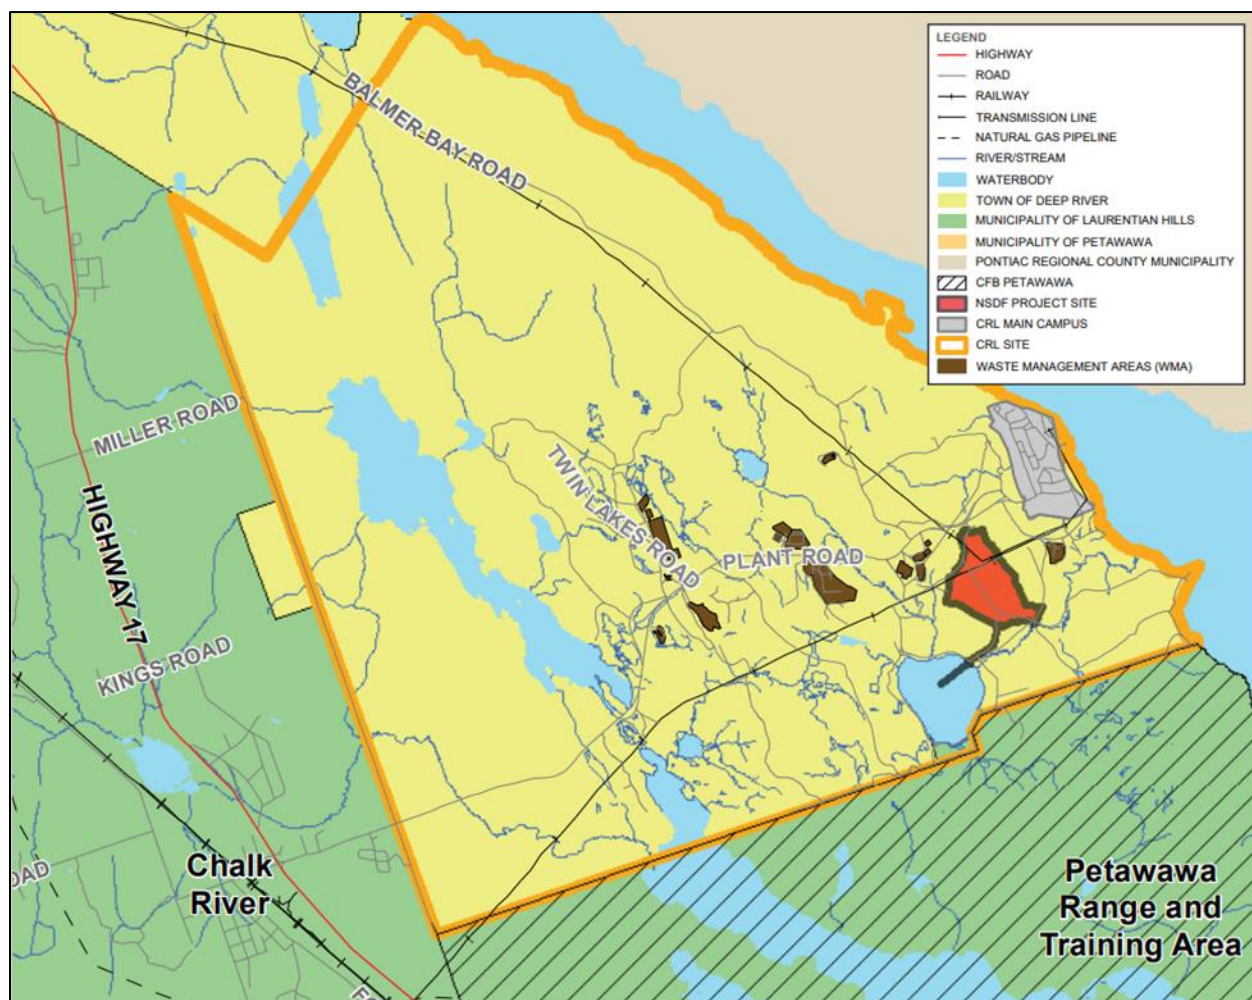 LEGEND
HIGHWAY
ROAD
RAILWAY
TRANSMISSION LINE
NATURAL GAS PIPELINE
RIVER/STREAM
WATERBODY
TOWN OF DEEP RIVER
MUNICIPALITY OF LAURENTIAN HILLS
MUNICIPALITY OF PETAWAWA
PONTIAC REGIONAL COUNTY MUNICIPALITY
CFB PETAWAWA
NSDF PROJECT SITE
CRL MAIN CAMPUS
CRL SITE
WASTE MANAGEMENT AREAS (WMA)
BALMER BAY ROAD
MILLER ROAD
HIGHWAY 17
TWIN LAKES ROAD
PLANT ROAD
KINGS ROAD
Chalk
River
Petawawa
Range and
Training Area